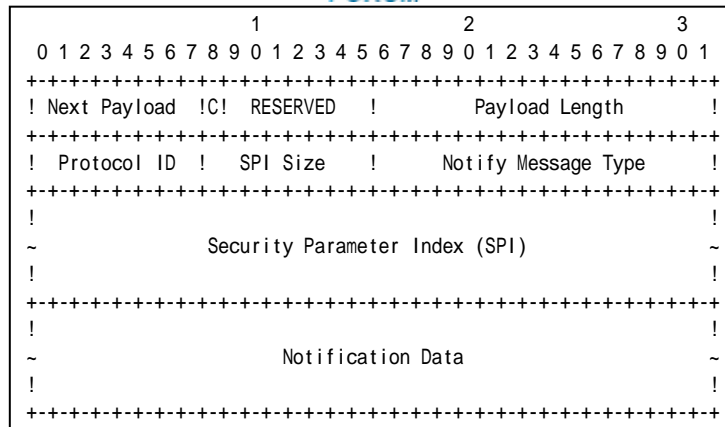 1                   2                   3
 0 1 2 3 4 5 6 7 8 9 0 1 2 3 4 5 6 7 8 9 0 1 2 3 4 5 6 7 8 9 0 1
+-+-+-+-+-+-+-+-+-+-+-+-+-+-+-+-+-+-+-+-+-+-+-+-+-+-+-+-+-+-+-+-+
! Next Payload  !C!  RESERVED   !         Payload Length        !
+-+-+-+-+-+-+-+-+-+-+-+-+-+-+-+-+-+-+-+-+-+-+-+-+-+-+-+-+-+-+-+-+
!  Protocol ID  !   SPI Size    !      Notify Message Type      !
+-+-+-+-+-+-+-+-+-+-+-+-+-+-+-+-+-+-+-+-+-+-+-+-+-+-+-+-+-+-+-+-+
!                                                               !
~                Security Parameter Index (SPI)                 ~
!                                                               !
+-+-+-+-+-+-+-+-+-+-+-+-+-+-+-+-+-+-+-+-+-+-+-+-+-+-+-+-+-+-+-+-+
!                                                               !
~                       Notification Data                       ~
!                                                               !
+-+-+-+-+-+-+-+-+-+-+-+-+-+-+-+-+-+-+-+-+-+-+-+-+-+-+-+-+-+-+-+-+